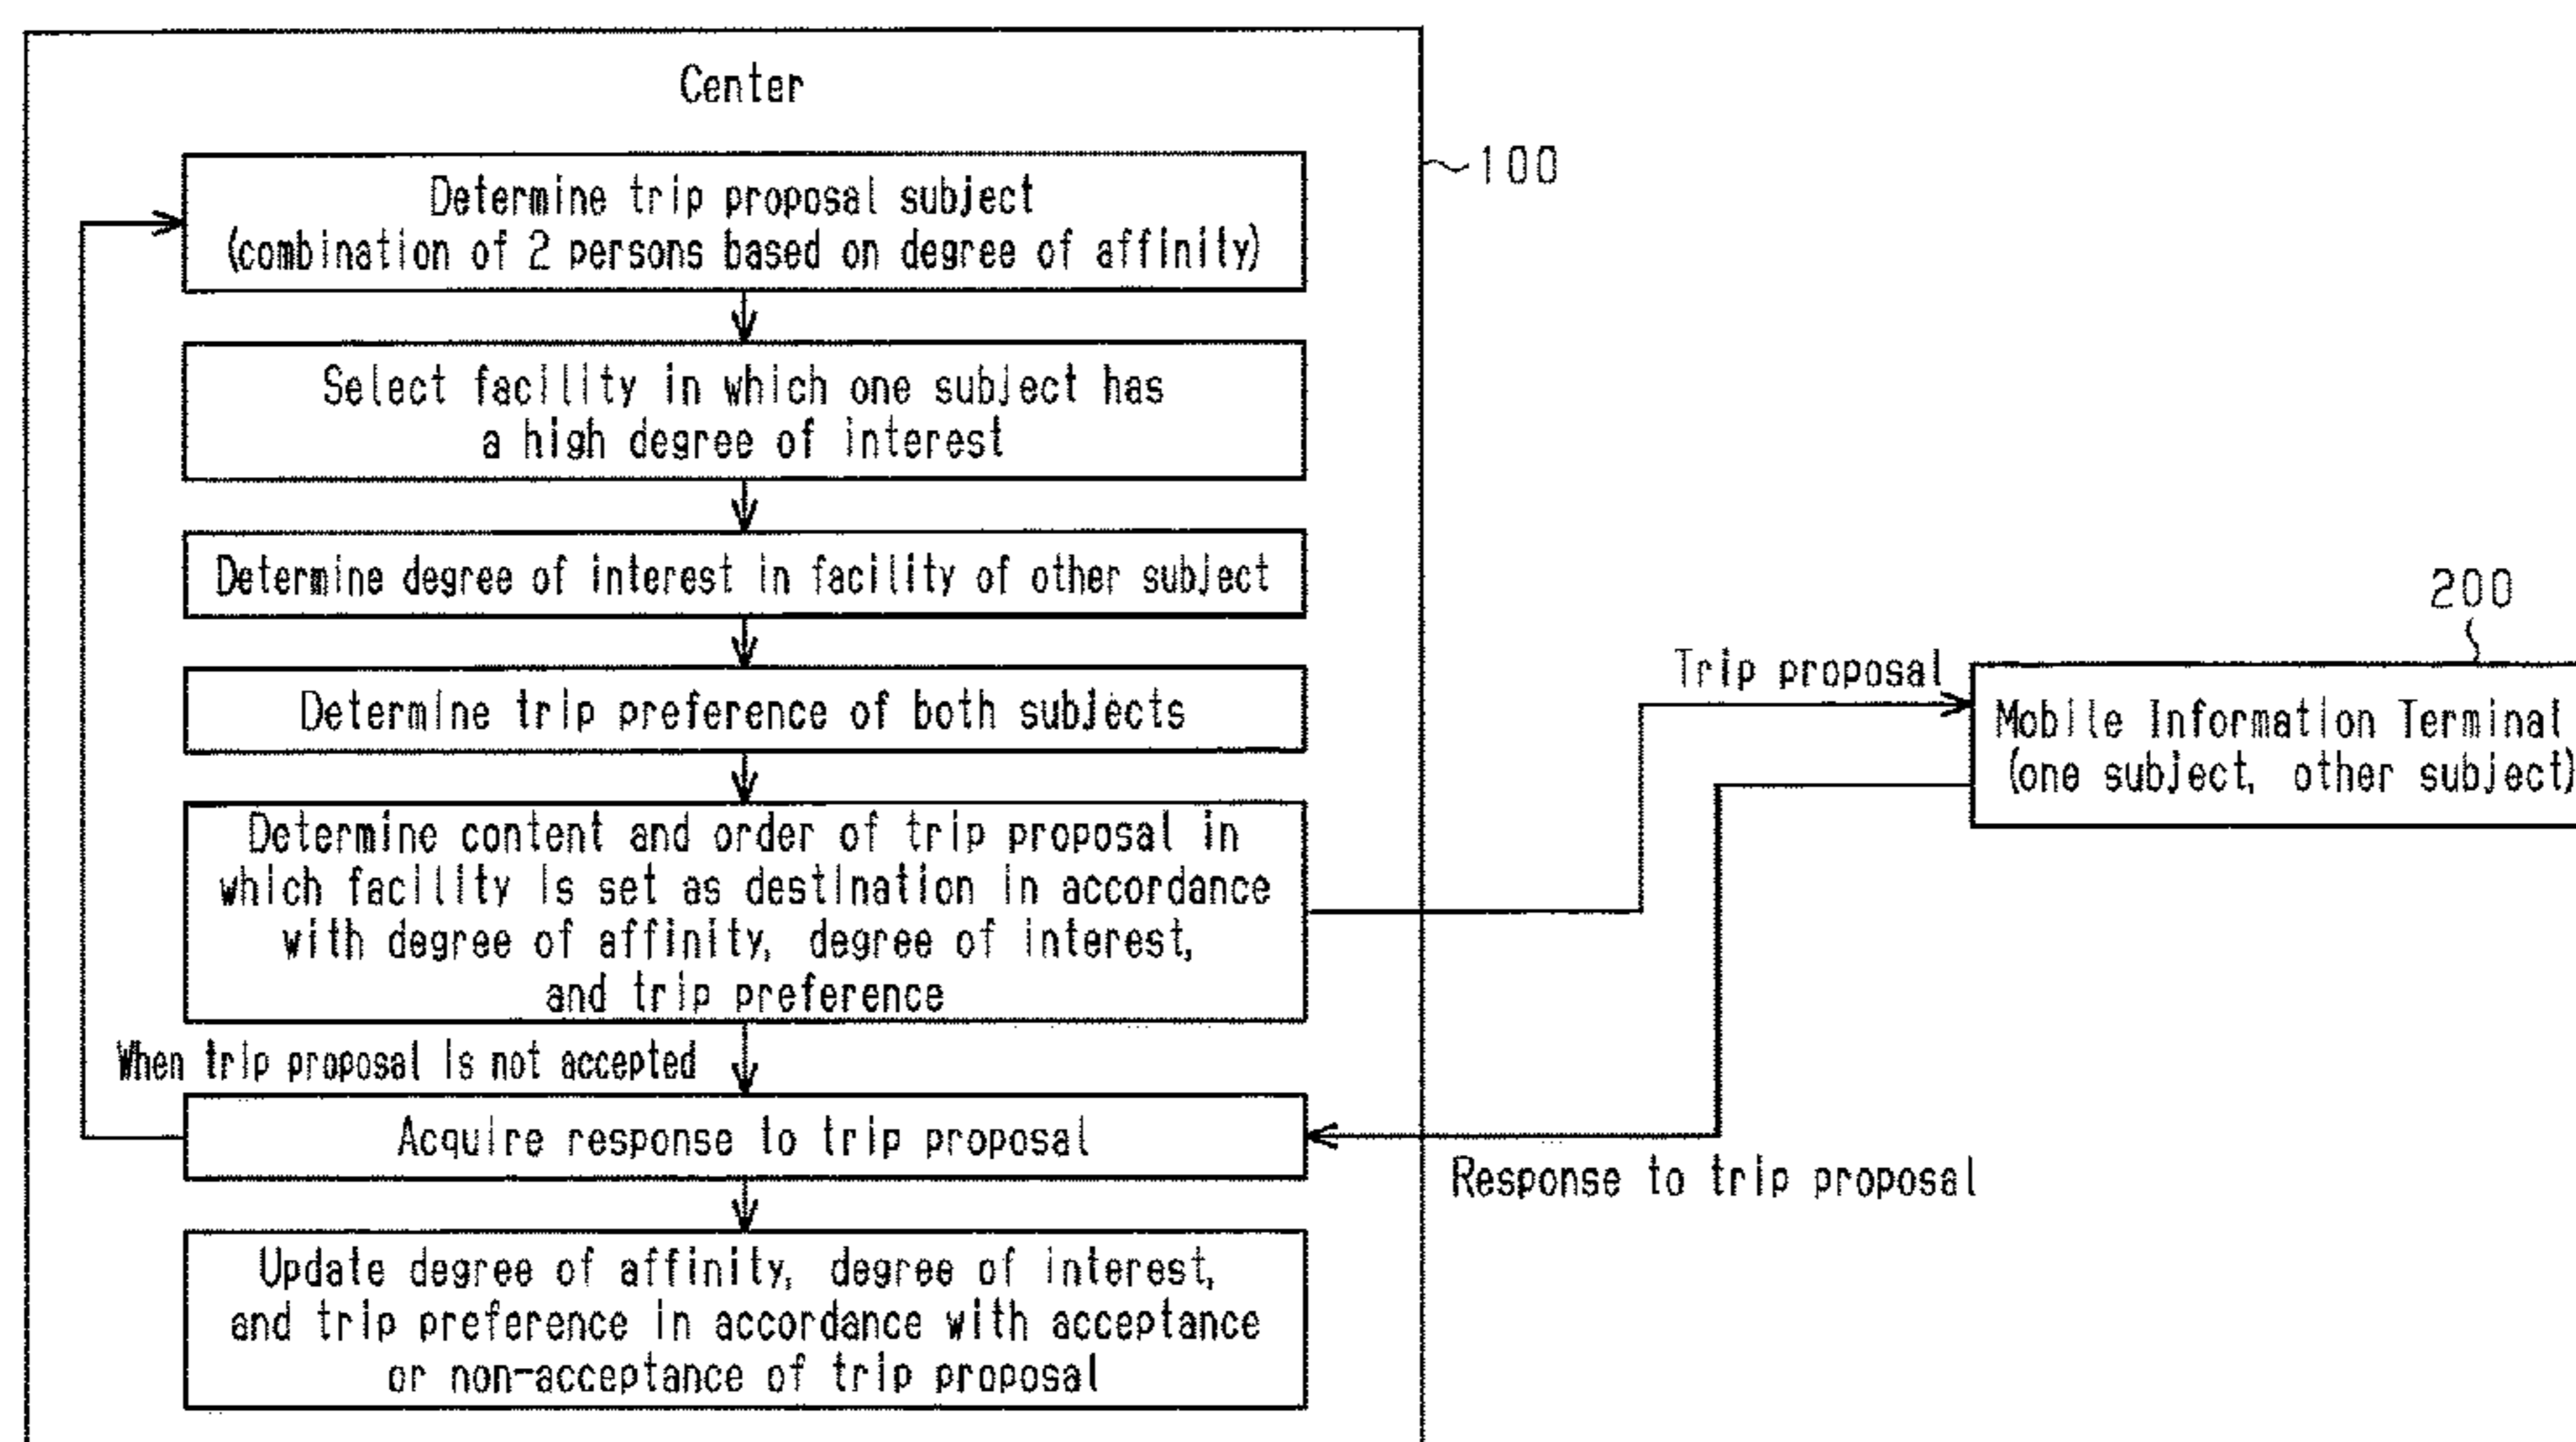 Center
100
Determine trip proposal subject
(combination of 2 persons based on degree of affinity)
Select facility in which one subject has
a high degree of interest
Determine degree of interest in facility of other subject
Determine trip preference of both subjects
Determine content and order of trip proposal in
which facility is set as destination in accordance
with degree of affinity, degree of interest,
and trip preference
When trip proposal is not accepted
Acquire response to trip proposal
Update degree of affinity, degree of interest,
and trip preference in accordance with acceptance
or non-acceptance of trip proposal
Trip proposal
200
Mobile Information Terminal
(one subject, other subject)
Response to trip proposal